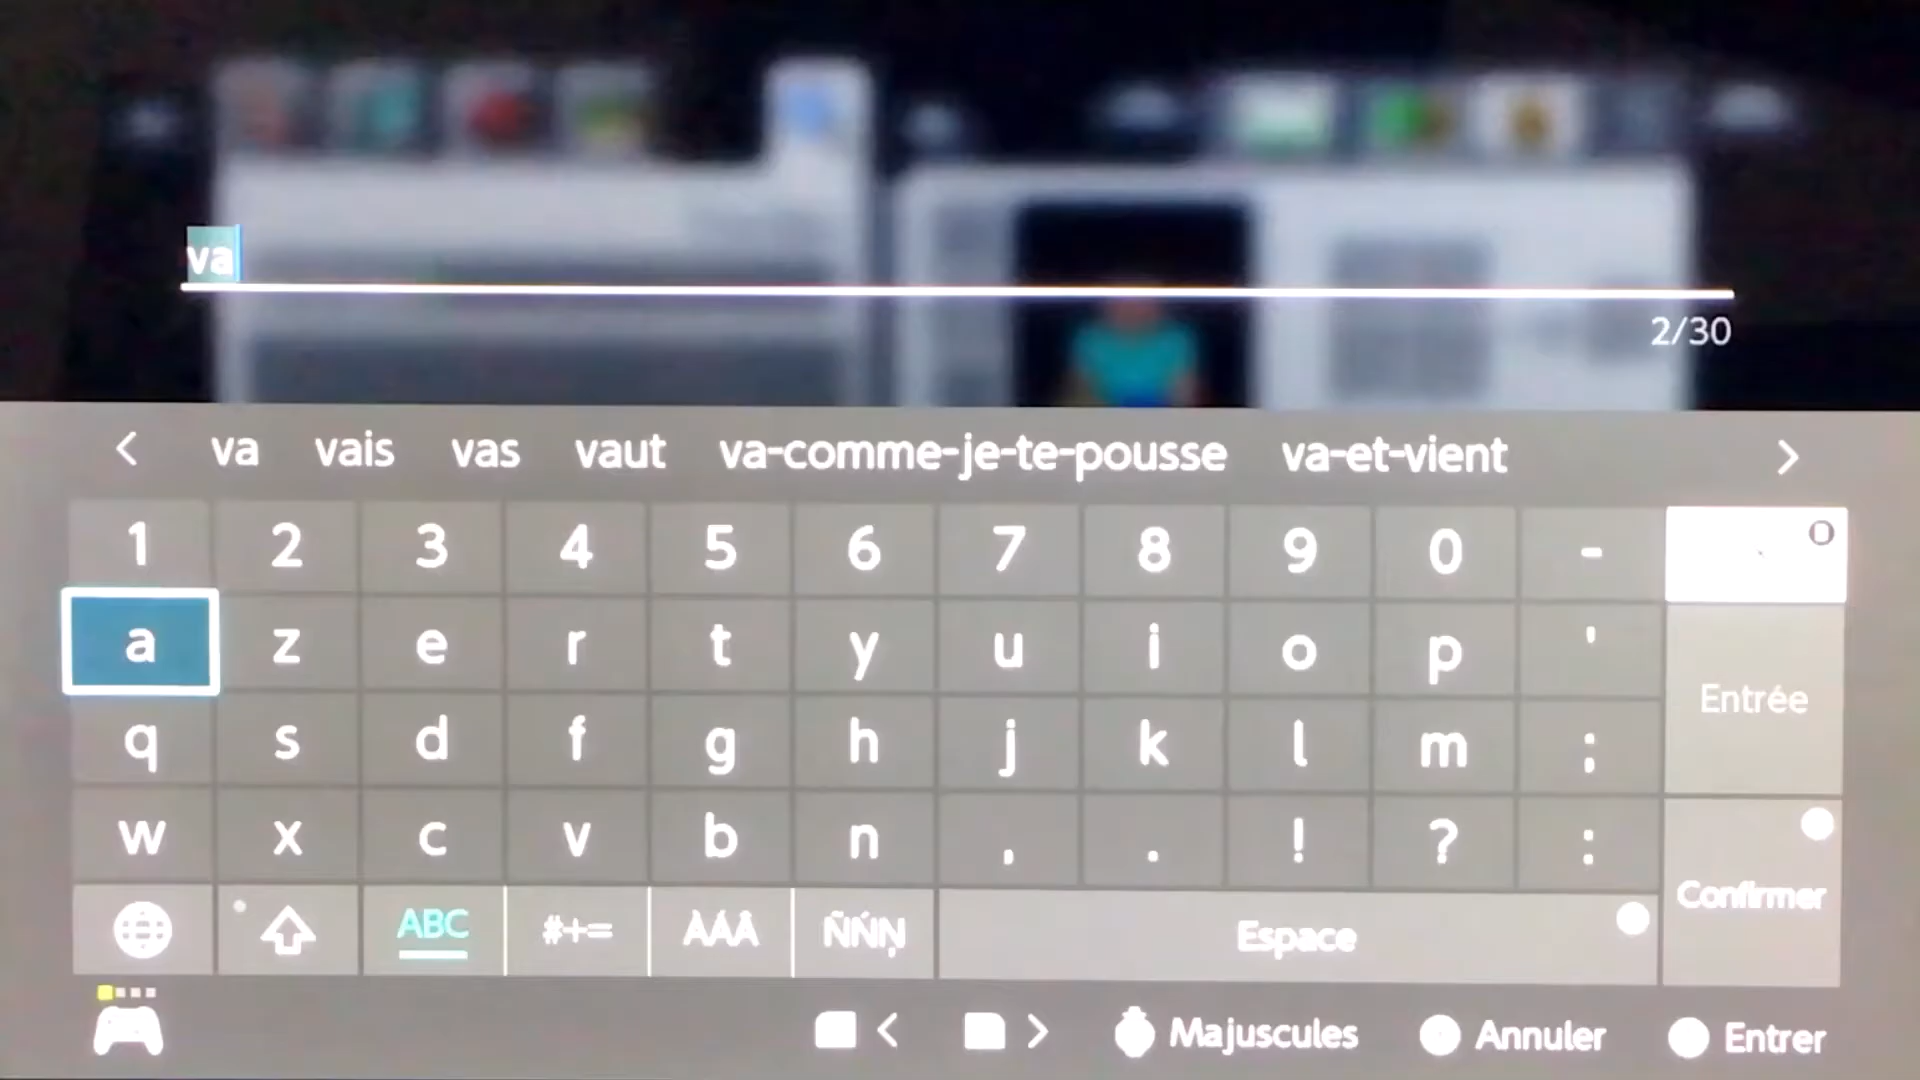 va
2/30
va vais vas vaut va-comme-je-te-pousse va-et-vient
1 2 3 4 5 6 7 8 9 0 -
a z e r t y u i o p '
Entrée
q s d f g h j k l m ;
w x c v b n , . ! ? :
Confirmer
ABC #+= ÀÁÂ ÑŃŅ Espace
< > Majuscules Annuler Entrer